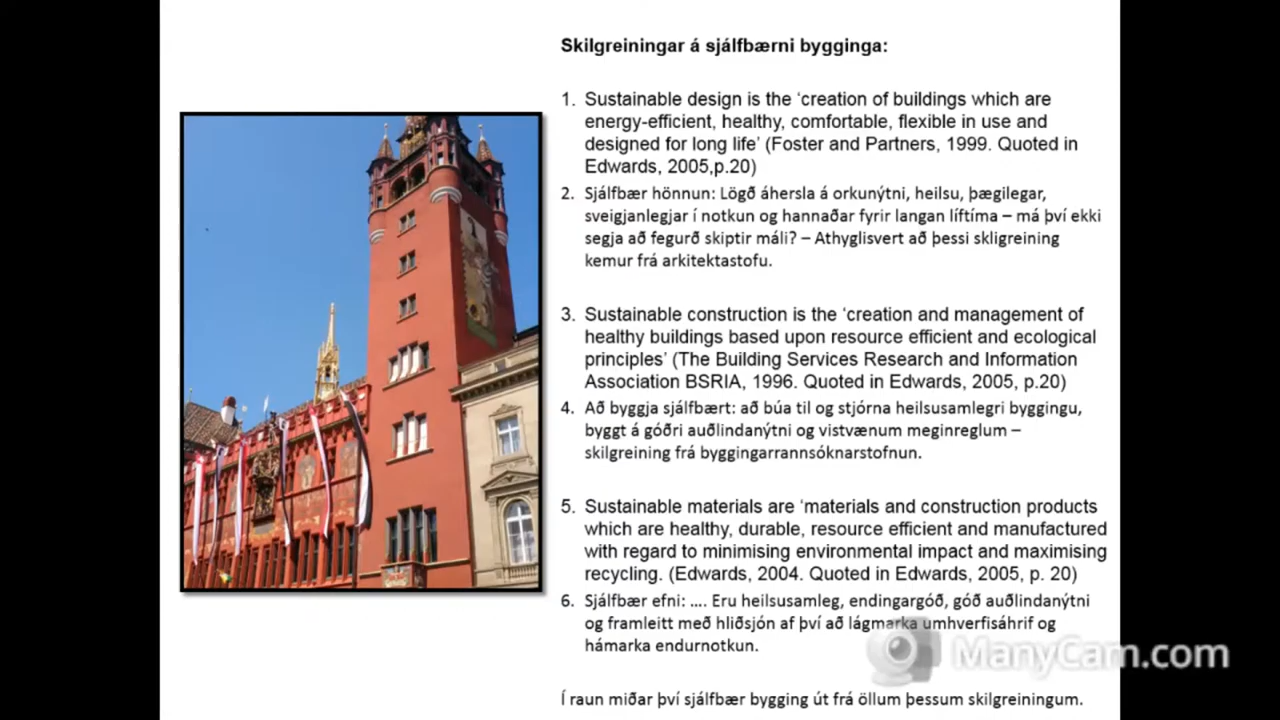 Skilgreiningar á sjálfbærni bygginga:
1. Sustainable design is the ‘creation of buildings which are
energy-efficient, healthy, comfortable, flexible in use and
designed for long life’ (Foster and Partners, 1999. Quoted in
Edwards, 2005,p.20)
2. Sjálfbær hönnun: Lögð áhersla á orkunýtni, heilsu, þægilegar,
sveigjanlegjar í notkun og hannaðar fyrir langan líftíma – má því ekki
segja að fegurð skiptir máli? – Athyglisvert að þessi skligreining
kemur frá arkitektastofu.
3. Sustainable construction is the ‘creation and management of
healthy buildings based upon resource efficient and ecological
principles’ (The Building Services Research and Information
Association BSRIA, 1996. Quoted in Edwards, 2005, p.20)
4. Að byggja sjálfbært: að búa til og stjórna heilsusamlegri byggingu,
byggt á góðri auðlindanýtni og vistvænum meginreglum –
skilgreining frá byggingarrannsóknarstofnun.
5. Sustainable materials are ‘materials and construction products
which are healthy, durable, resource efficient and manufactured
with regard to minimising environmental impact and maximising
recycling. (Edwards, 2004. Quoted in Edwards, 2005, p. 20)
6. Sjálfbær efni: …. Eru heilsusamleg, endingargóð, góð auðlindanýtni
og framleitt með hliðsjón af því að lágmarka umhverfisáhrif og
hámarka endurnotkun.
ManyCam.com
Í raun miðar því sjálfbær bygging út frá öllum þessum skilgreiningum.